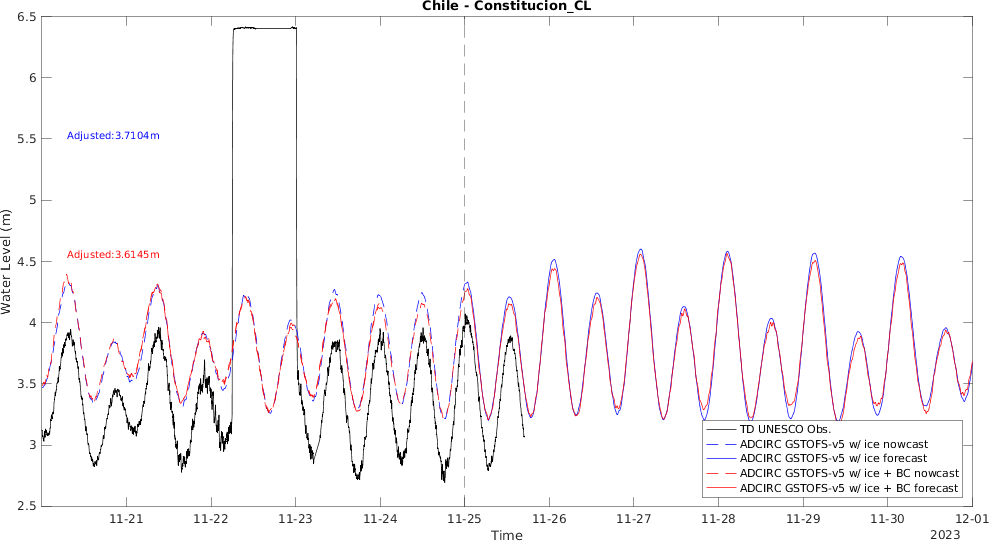 Chile - Constitucion_CL
6.5
6
5.5
5
4.5
4
3.5
3
2.5
Water Level (m)
Adjusted:3.7104m
Adjusted:3.6145m
TD UNESCO Obs.
ADCIRC GSTOFS-v5 w/ ice nowcast
ADCIRC GSTOFS-v5 w/ ice forecast
ADCIRC GSTOFS-v5 w/ ice + BC nowcast
ADCIRC GSTOFS-v5 w/ ice + BC forecast
11-21 11-22 11-23 11-24 11-25 11-26 11-27 11-28 11-29 11-30 12-01
Time
2023